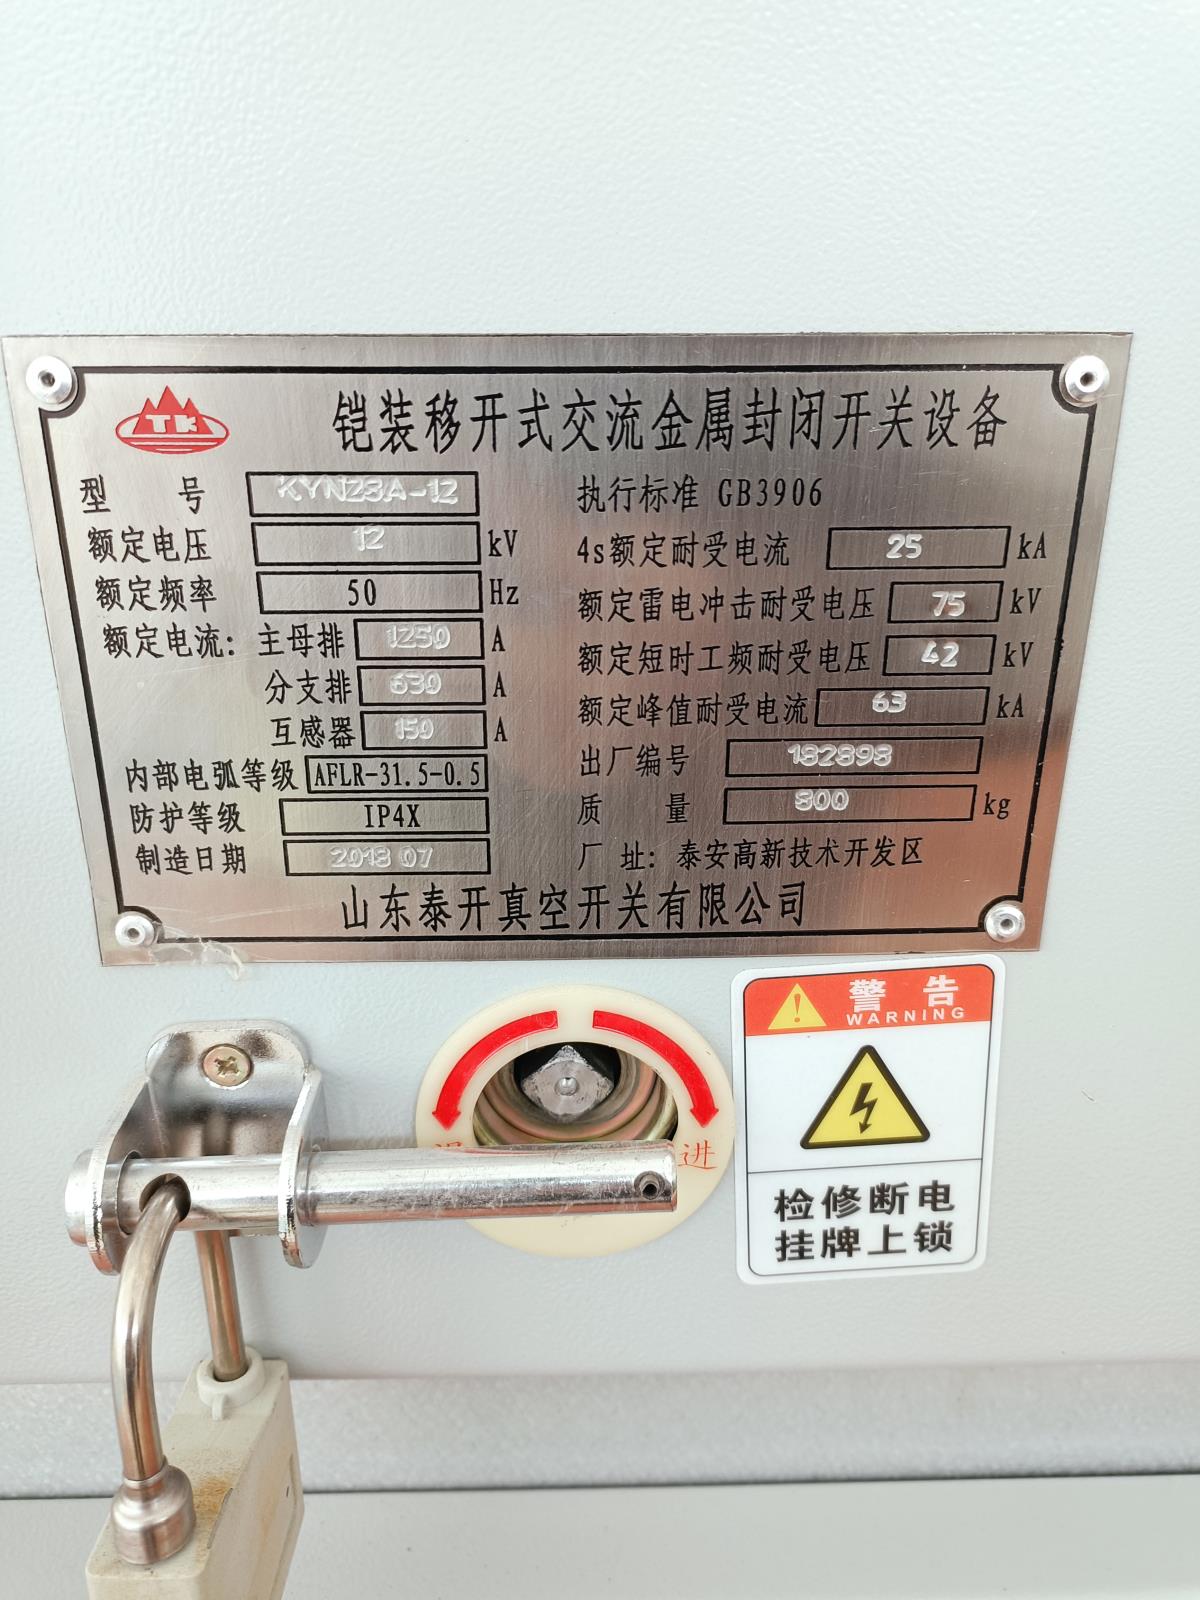 TK
铠装移开式交流金属封闭开关设备
型 号 KYN28A-12
额定电压 12 kV
额定频率 50 Hz
额定电流：主母排 1250 A
分支排 630 A
互感器 150 A
内部电弧等级 AFLR-31.5-0.5
防护等级 IP4X
制造日期 2018 07
执行标准 GB3906
4s额定耐受电流 25 kA
额定雷电冲击耐受电压 75 kV
额定短时工频耐受电压 42 kV
额定峰值耐受电流 63 kA
出厂编号 182898
质 量 800 kg
厂 址：泰安高新技术开发区
山东泰开真空开关有限公司
进
警告
WARNING
检修断电
挂牌上锁